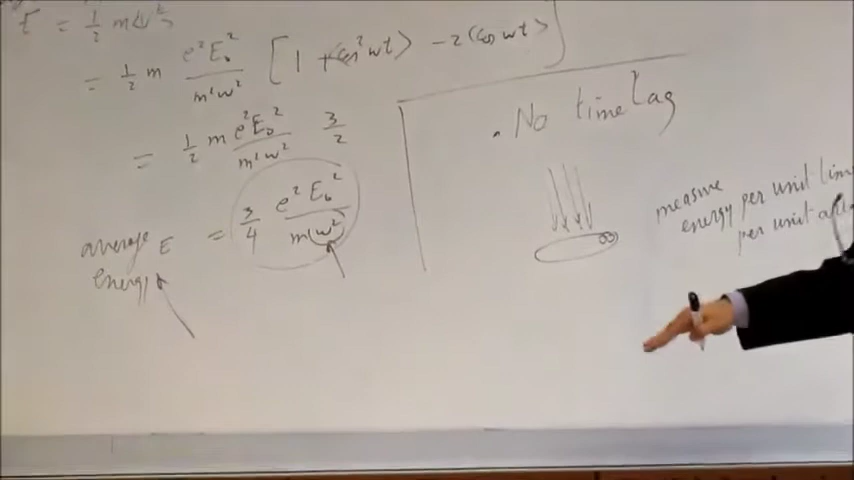 E = 1/2 m⟨v²⟩
= 1/2 m e²E₀²/m²ω² [1 + ⟨cos²ωt⟩ - 2⟨cos ωt⟩]
= 1/2 m e²E₀²/m²ω² 3/2
average E = 3/4 e²E₀²/m(ω²)
energy
. No time lag
measure
energy per unit time
per unit area